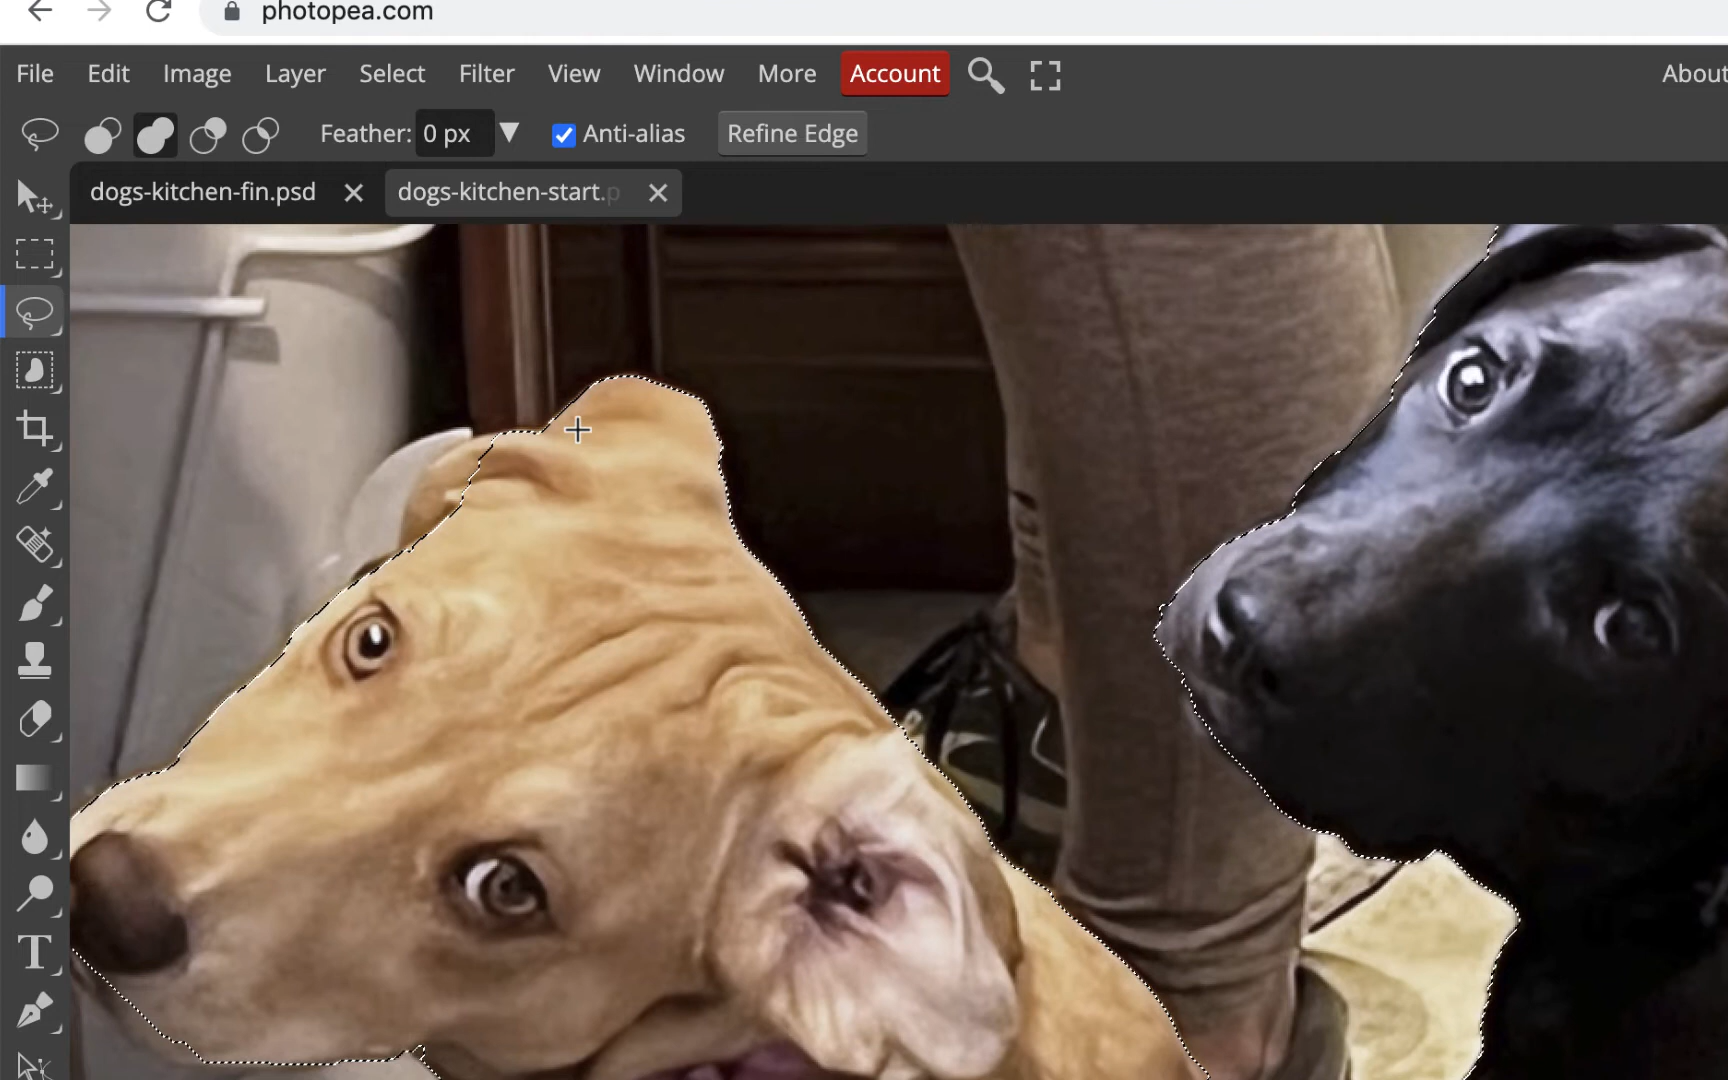 photopea.com
File Edit Image Layer Select Filter View Window More Account About
Feather: 0 px Anti-alias Refine Edge
dogs-kitchen-fin.psd dogs-kitchen-start.p
T